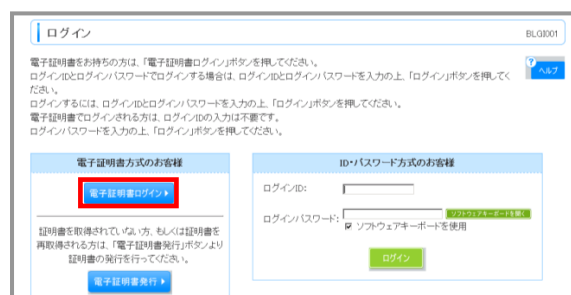 ログイン
BLGI001
電子証明書をお持ちの方は、「電子証明書ログイン」ボタンを押してください。
ログインIDとログインパスワードでログインする場合は、ログインIDとログインパスワードを入力の上、「ログイン」ボタンを押してく
ださい。
ログインするには、ログインIDとログインパスワードを入力の上、「ログイン」ボタンを押してください。
電子証明書でログインされる方は、ログインIDの入力は不要です。
ログインパスワードを入力の上、「ログイン」ボタンを押してください。
? ヘルプ
電子証明書方式のお客様
電子証明書ログイン
証明書を取得されていない方、もしくは証明書を
再取得される方は、「電子証明書発行」ボタンより
証明書の発行を行ってください。
電子証明書発行
ID・パスワード方式のお客様
ログインID:
ログインパスワード:
ソフトウェアキーボードを開く
ソフトウェアキーボードを使用
ログイン